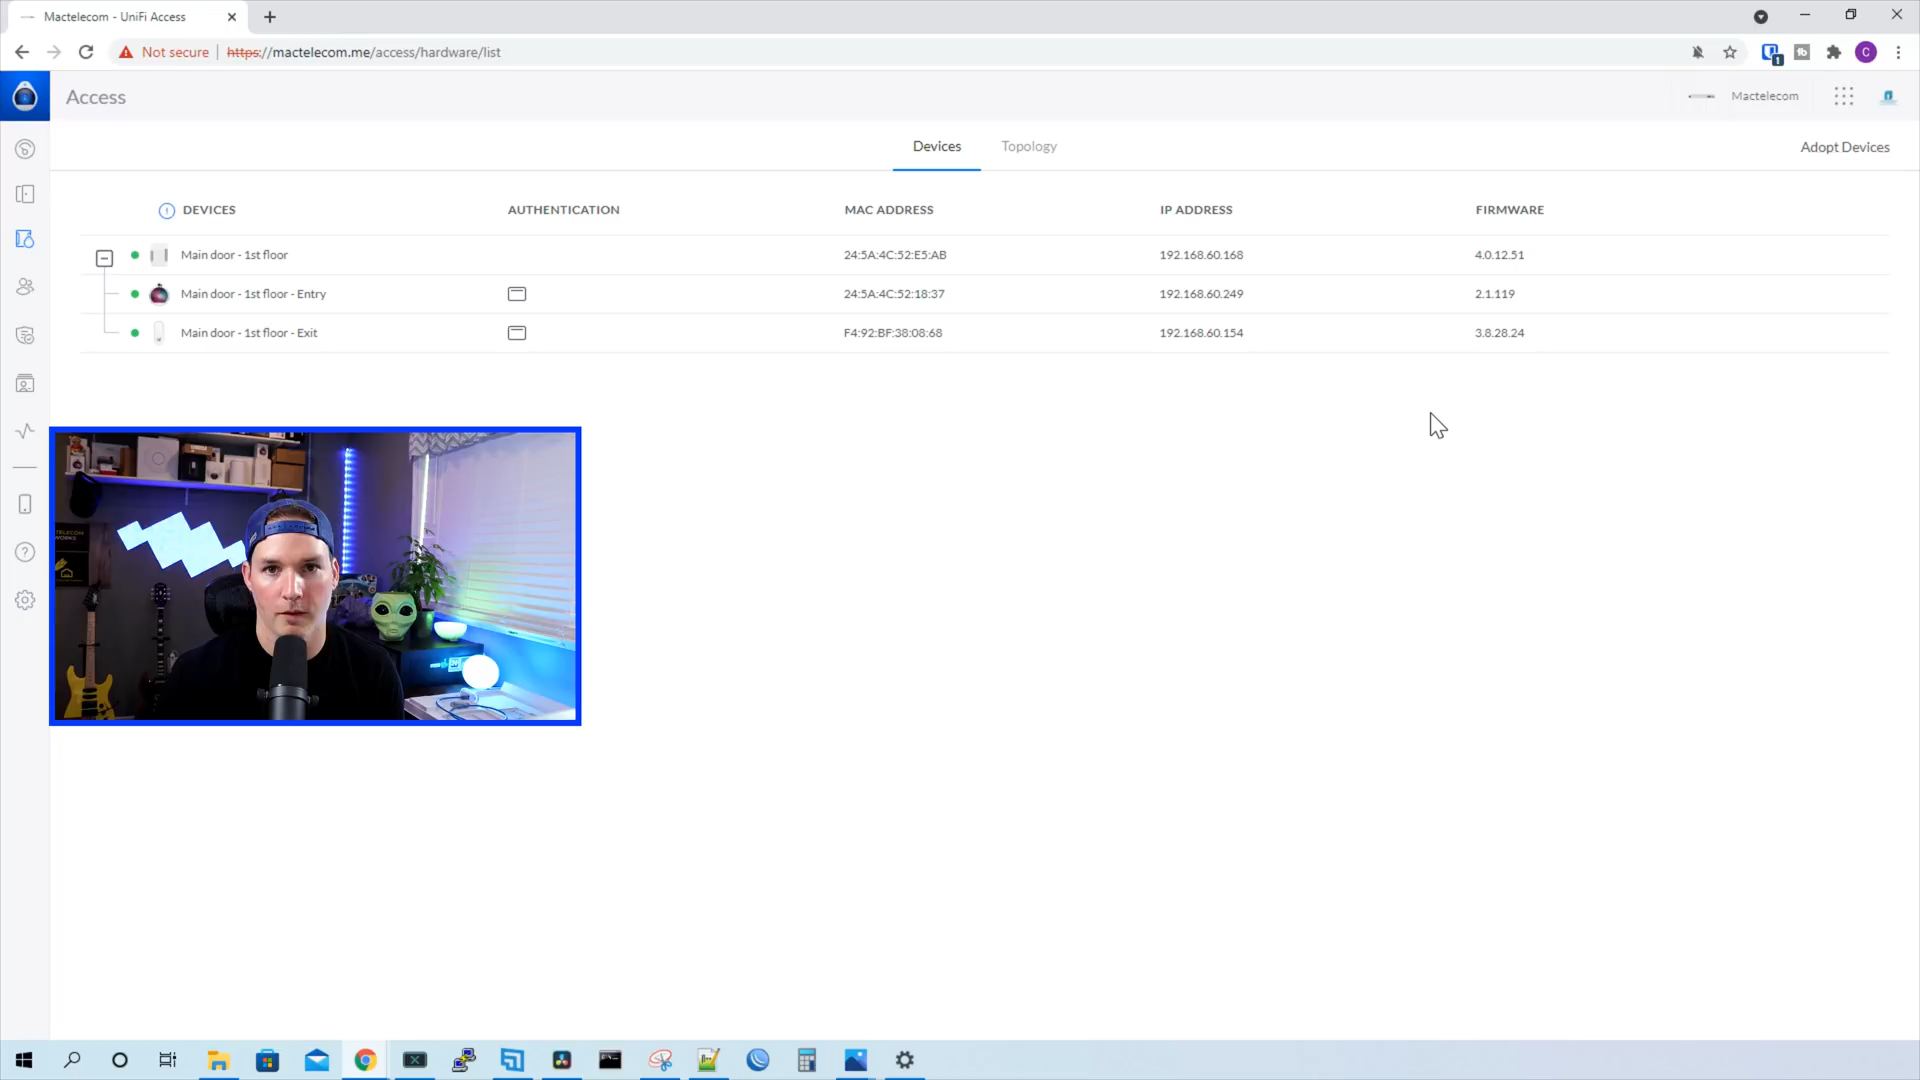 Mactelecom - UniFi Access
Not secure
https://mactelecom.me/access/hardware/list
1
C
Access
Mactelecom
Devices
Topology
Adopt Devices
DEVICES
AUTHENTICATION
MAC ADDRESS
IP ADDRESS
FIRMWARE
Main door - 1st floor
24:5A:4C:52:E5:AB
192.168.60.168
4.0.12.51
Main door - 1st floor - Entry
24:5A:4C:52:18:37
192.168.60.249
2.1.119
Main door - 1st floor - Exit
F4:92:BF:38:08:68
192.168.60.154
3.8.28.24